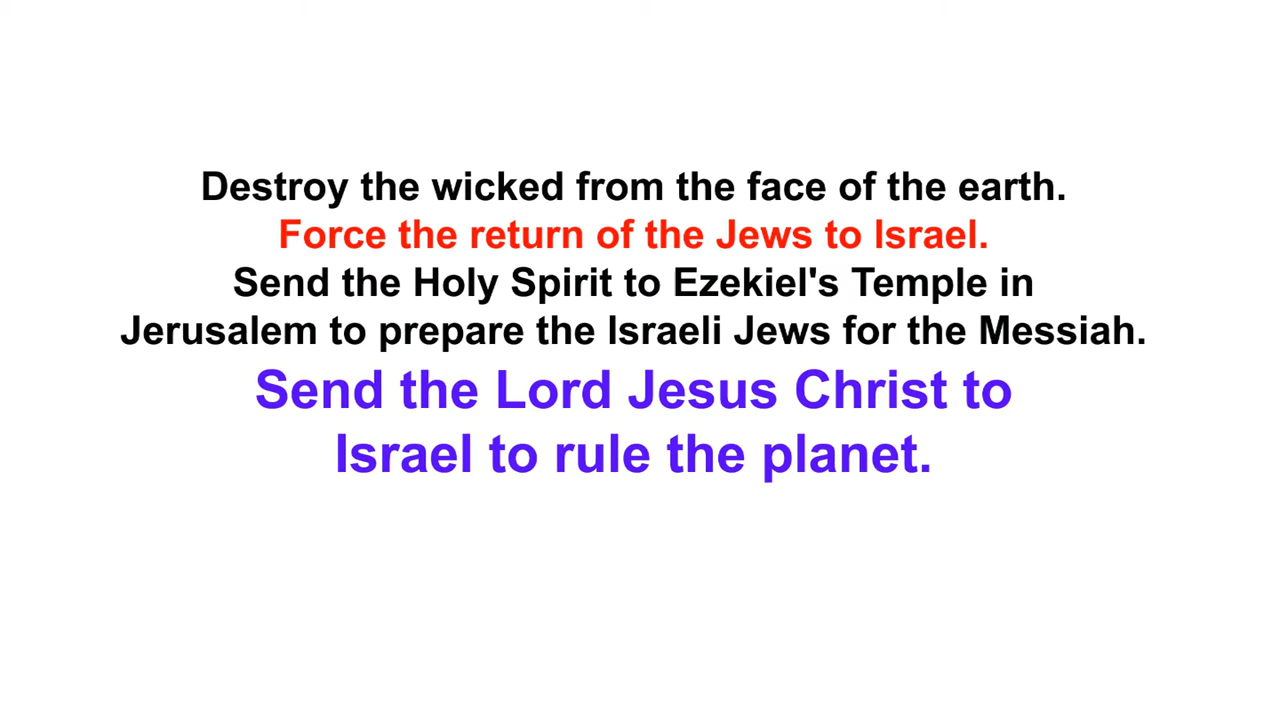 Destroy the wicked from the face of the earth.
Force the return of the Jews to Israel.
Send the Holy Spirit to Ezekiel's Temple in
Jerusalem to prepare the Israeli Jews for the Messiah.
Send the Lord Jesus Christ to
Israel to rule the planet.